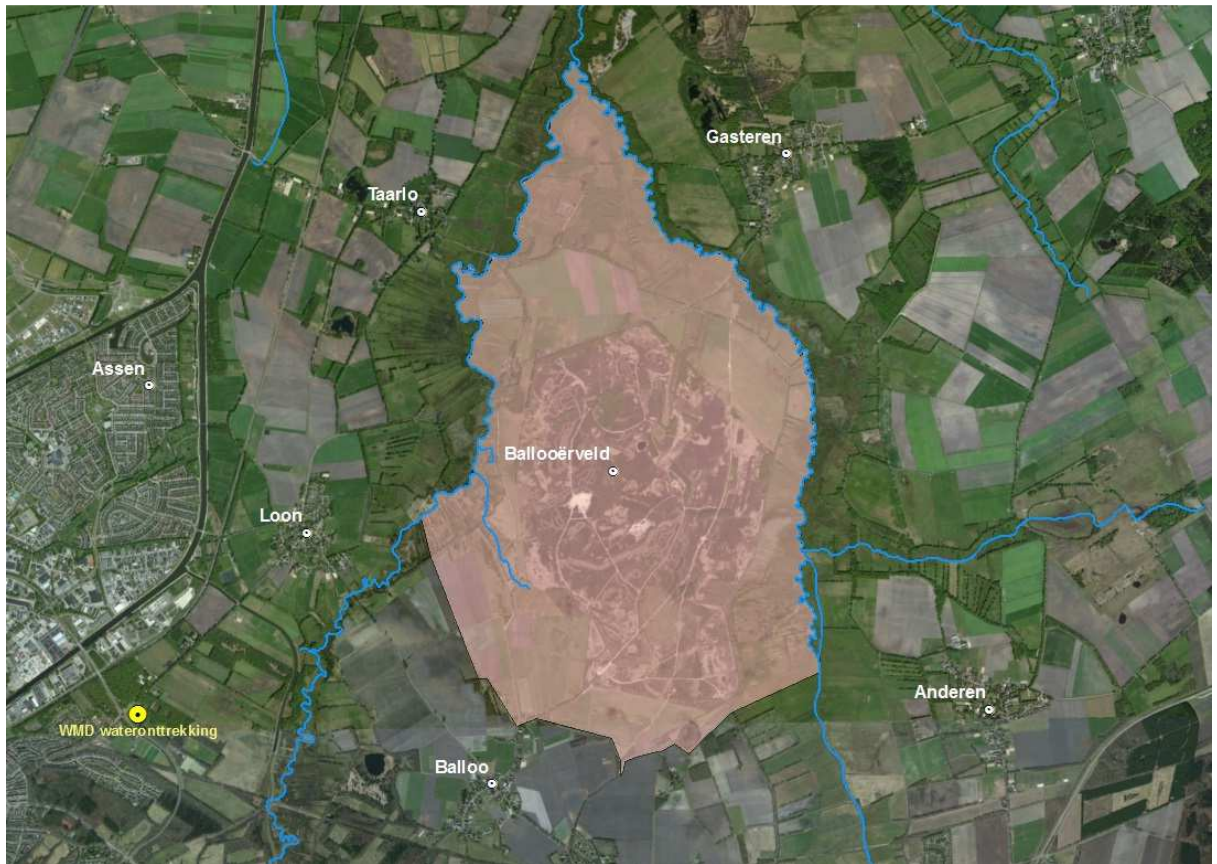 Gasteren
Taarlo
Assen
Ballooërveld
Loon
Anderen
WMD wateronttrekking
Balloo